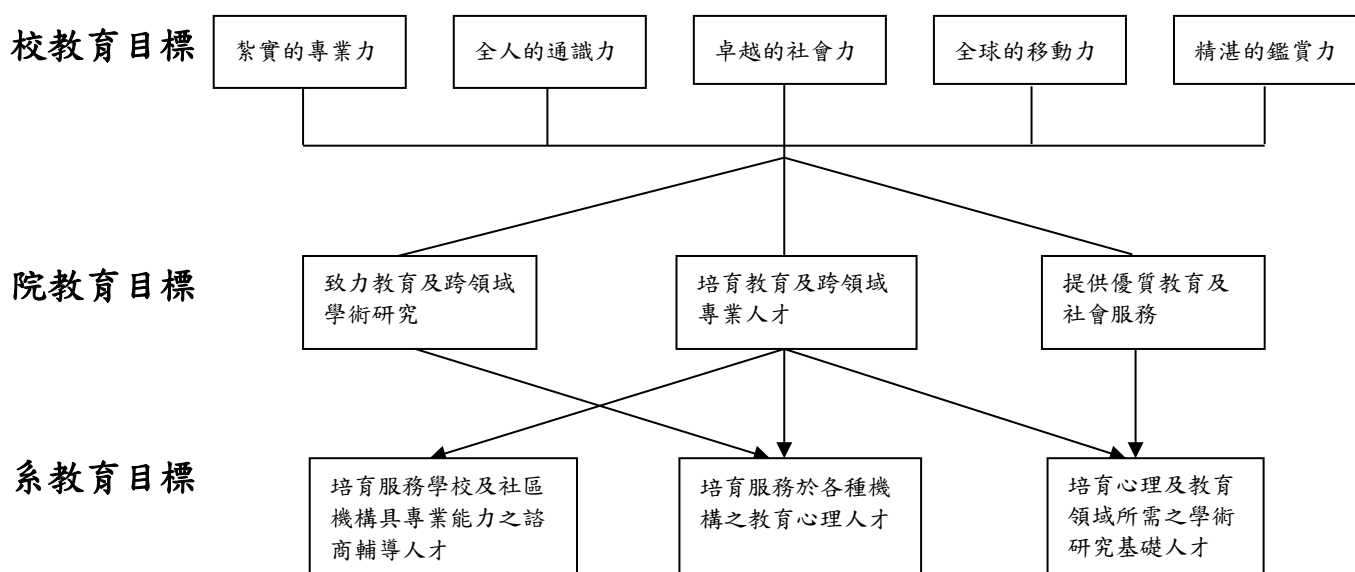 校教育目標
紮實的專業力
全人的通識力
卓越的社會力
全球的移動力
精湛的鑑賞力
院教育目標
致力教育及跨領域
學術研究
培育教育及跨領域
專業人才
提供優質教育及
社會服務
系教育目標
培育服務學校及社區
機構具專業能力之諮
商輔導人才
培育服務於各種機
構之教育心理人才
培育心理及教育
領域所需之學術
研究基礎人才